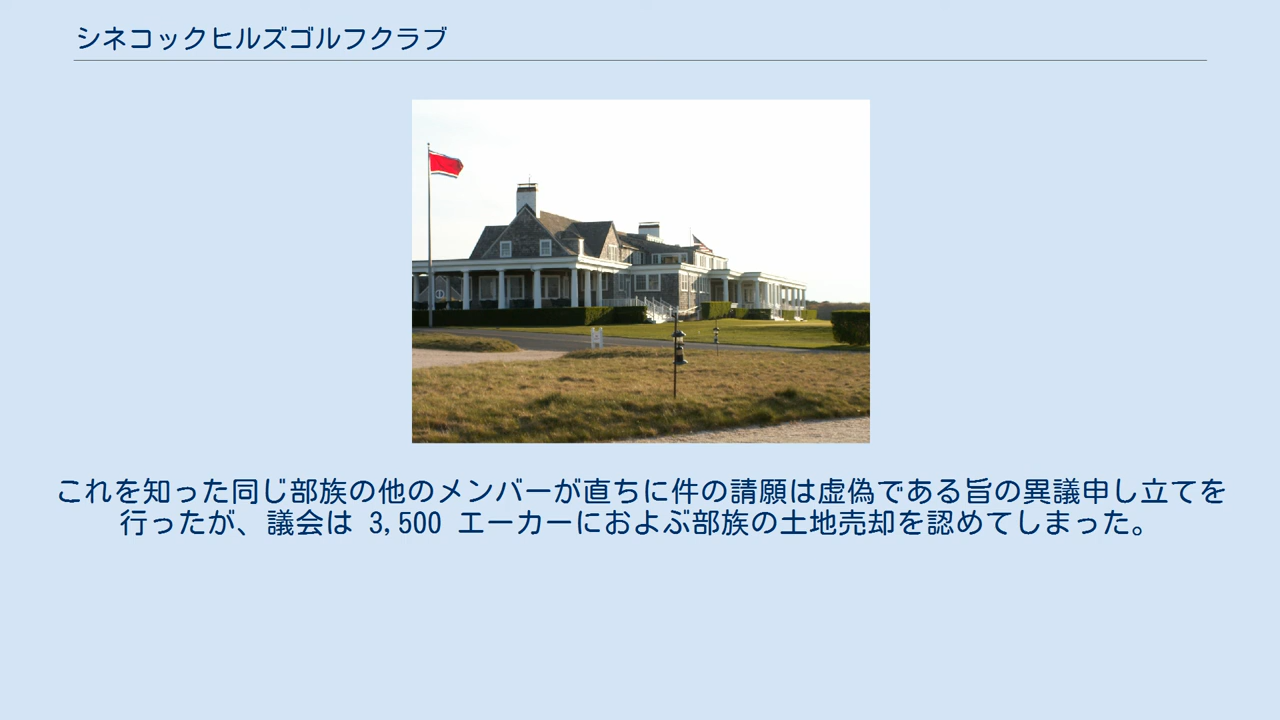 シネコックヒルズゴルフクラブ
これを知った同じ部族の他のメンバーが直ちに件の請願は虚偽である旨の異議申し立てを
行ったが、議会は 3,500 エーカーにおよぶ部族の土地売却を認めてしまった。